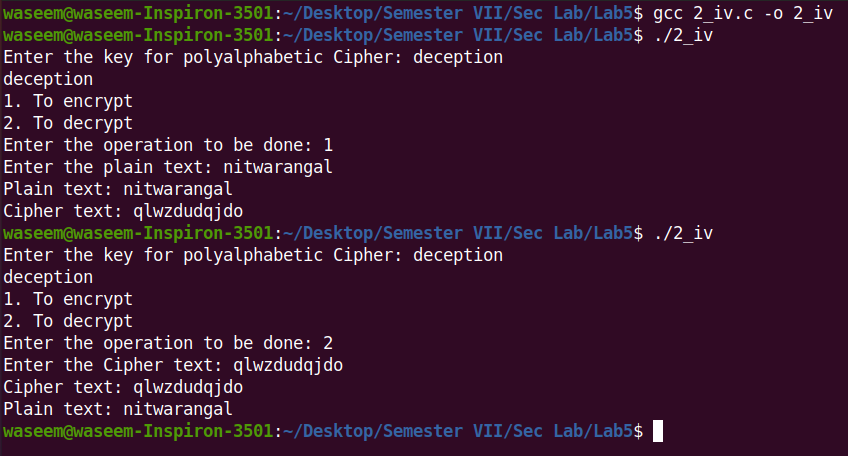 waseem@waseem-Inspiron-3501:~/Desktop/Semester VII/Sec Lab/Lab5$ gcc 2_iv.c -o 2_iv
waseem@waseem-Inspiron-3501:~/Desktop/Semester VII/Sec Lab/Lab5$ ./2_iv
Enter the key for polyalphabetic Cipher: deception
deception
1. To encrypt
2. To decrypt
Enter the operation to be done: 1
Enter the plain text: nitwarangal
Plain text: nitwarangal
Cipher text: qlwzdudqjdo
waseem@waseem-Inspiron-3501:~/Desktop/Semester VII/Sec Lab/Lab5$ ./2_iv
Enter the key for polyalphabetic Cipher: deception
deception
1. To encrypt
2. To decrypt
Enter the operation to be done: 2
Enter the Cipher text: qlwzdudqjdo
Cipher text: qlwzdudqjdo
Plain text: nitwarangal
waseem@waseem-Inspiron-3501:~/Desktop/Semester VII/Sec Lab/Lab5$